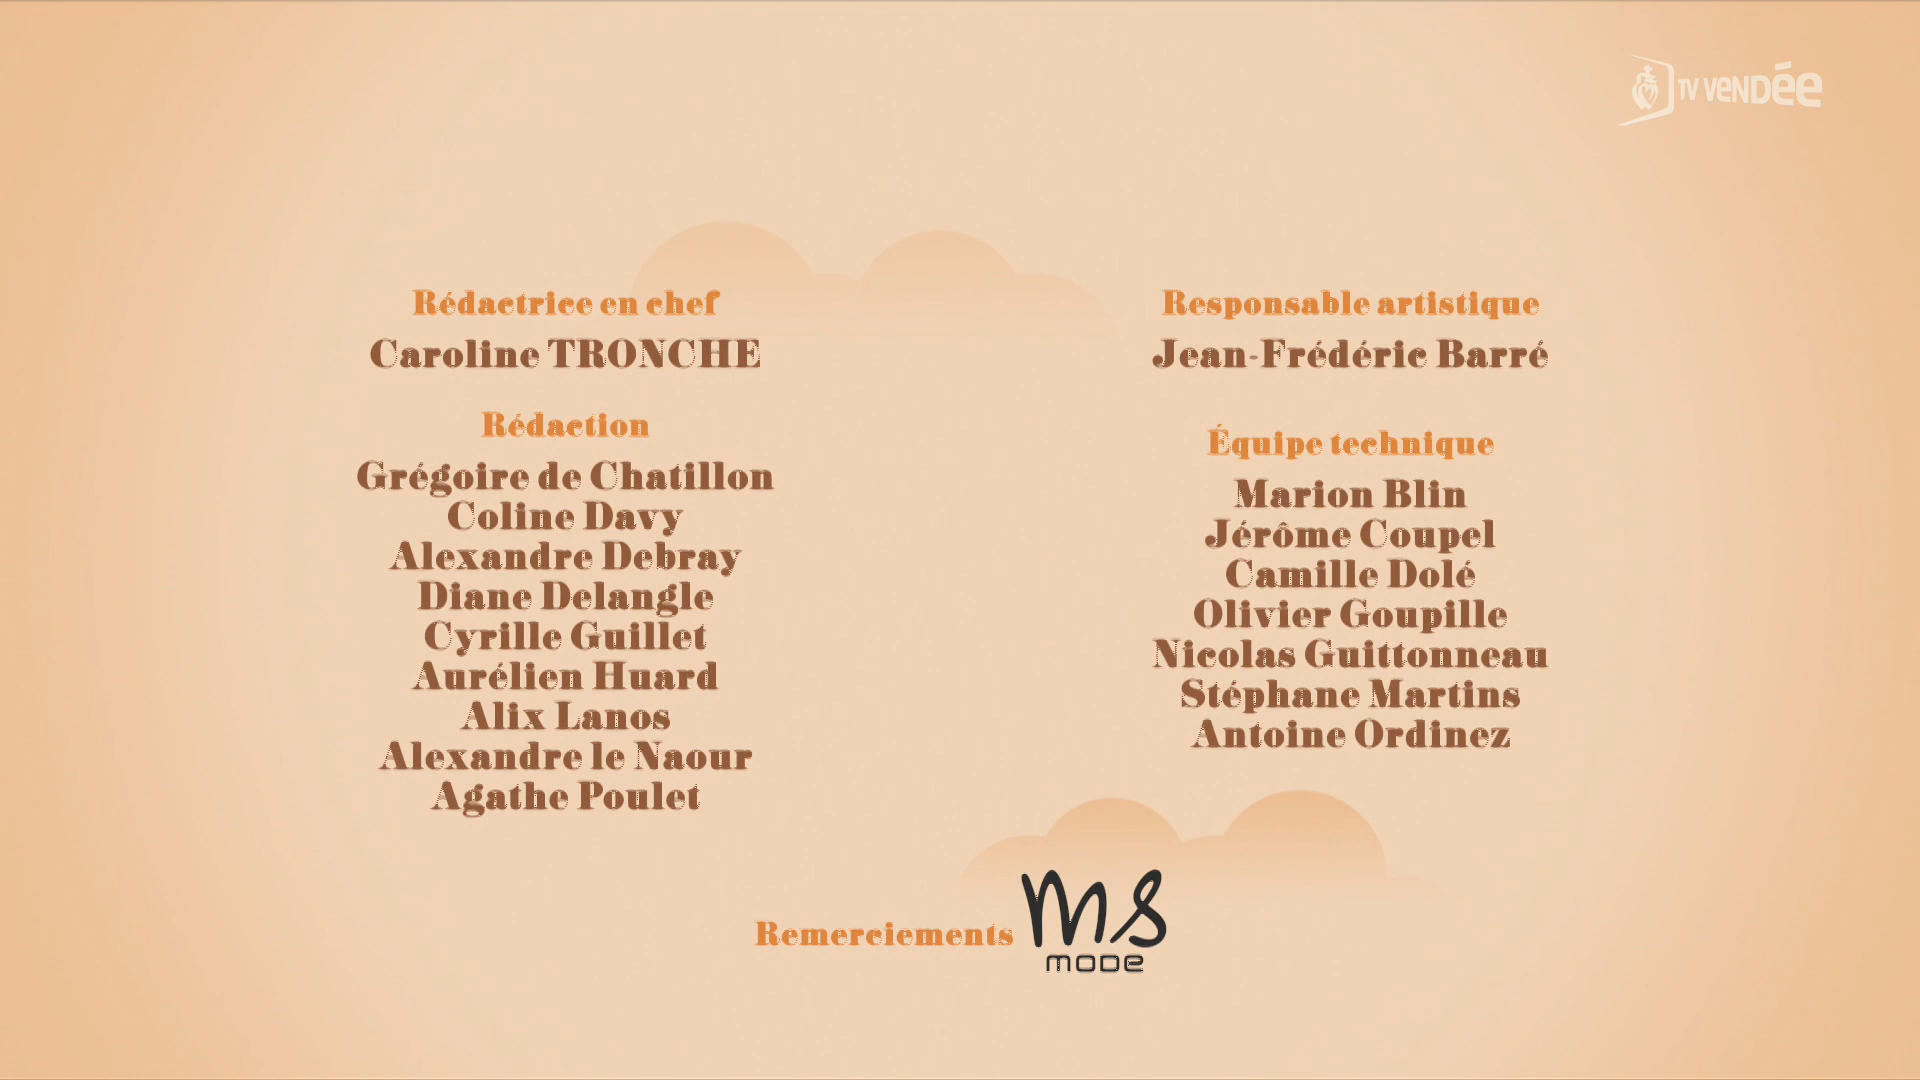 TV VENDÉE
Rédactrice en chef
Caroline TRONCHE
Rédaction
Grégoire de Chatillon
Coline Davy
Alexandre Debray
Diane Delangle
Cyrille Guillet
Aurélien Huard
Alix Lanos
Alexandre le Naour
Agathe Poulet
Responsable artistique
Jean-Frédéric Barré
Équipe technique
Marion Blin
Jérôme Coupel
Camille Dolé
Olivier Goupille
Nicolas Guittonneau
Stéphane Martins
Antoine Ordinez
Remerciements
ms
mode